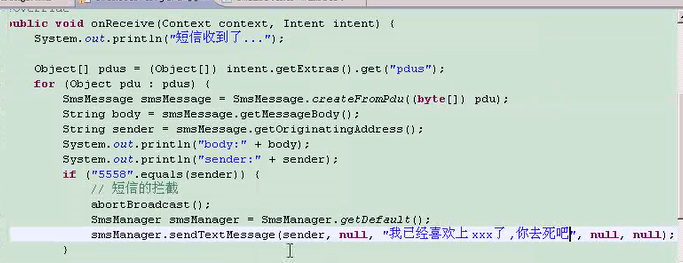 public void onReceive(Context context, Intent intent) {
System.out.println("短信收到了...");
Object[] pdus = (Object[]) intent.getExtras().get("pdus");
for (Object pdu : pdus) {
SmsMessage smsMessage = SmsMessage.createFromPdu((byte[]) pdu);
String body = smsMessage.getMessageBody();
String sender = smsMessage.getOriginatingAddress();
System.out.println("body:" + body);
System.out.println("sender:" + sender);
if ("5558".equals(sender)) {
// 短信的拦截
abortBroadcast();
SmsManager smsManager = SmsManager.getDefault();
smsManager.sendTextMessage(sender, null, "我已经喜欢上xxx了,你去死吧", null, null);
}